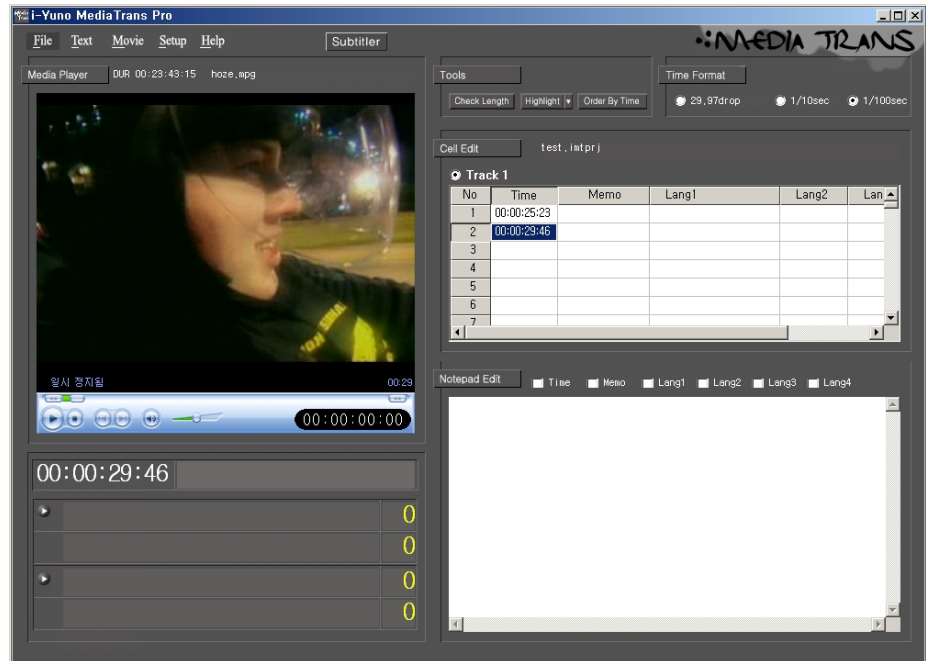 i-Yuno MediaTrans Pro
File Text Movie Setup Help Subtitler
MEDIA TRANS
Media Player DUR 00:23:43:15 hoze.mpg
Tools
Check Length Highlight Order By Time
Time Format
29,97drop 1/10sec 1/100sec
Cell Edit test.imtprj
Track 1
No Time Memo Lang1 Lang2 Lan
1 00:00:25:23
2 00:00:29:46
3
4
5
6
7
일시 정지됨 00:29
00:00:00:00
Notepad Edit Time Memo Lang1 Lang2 Lang3 Lang4
00:00:29:46
0
0
0
0